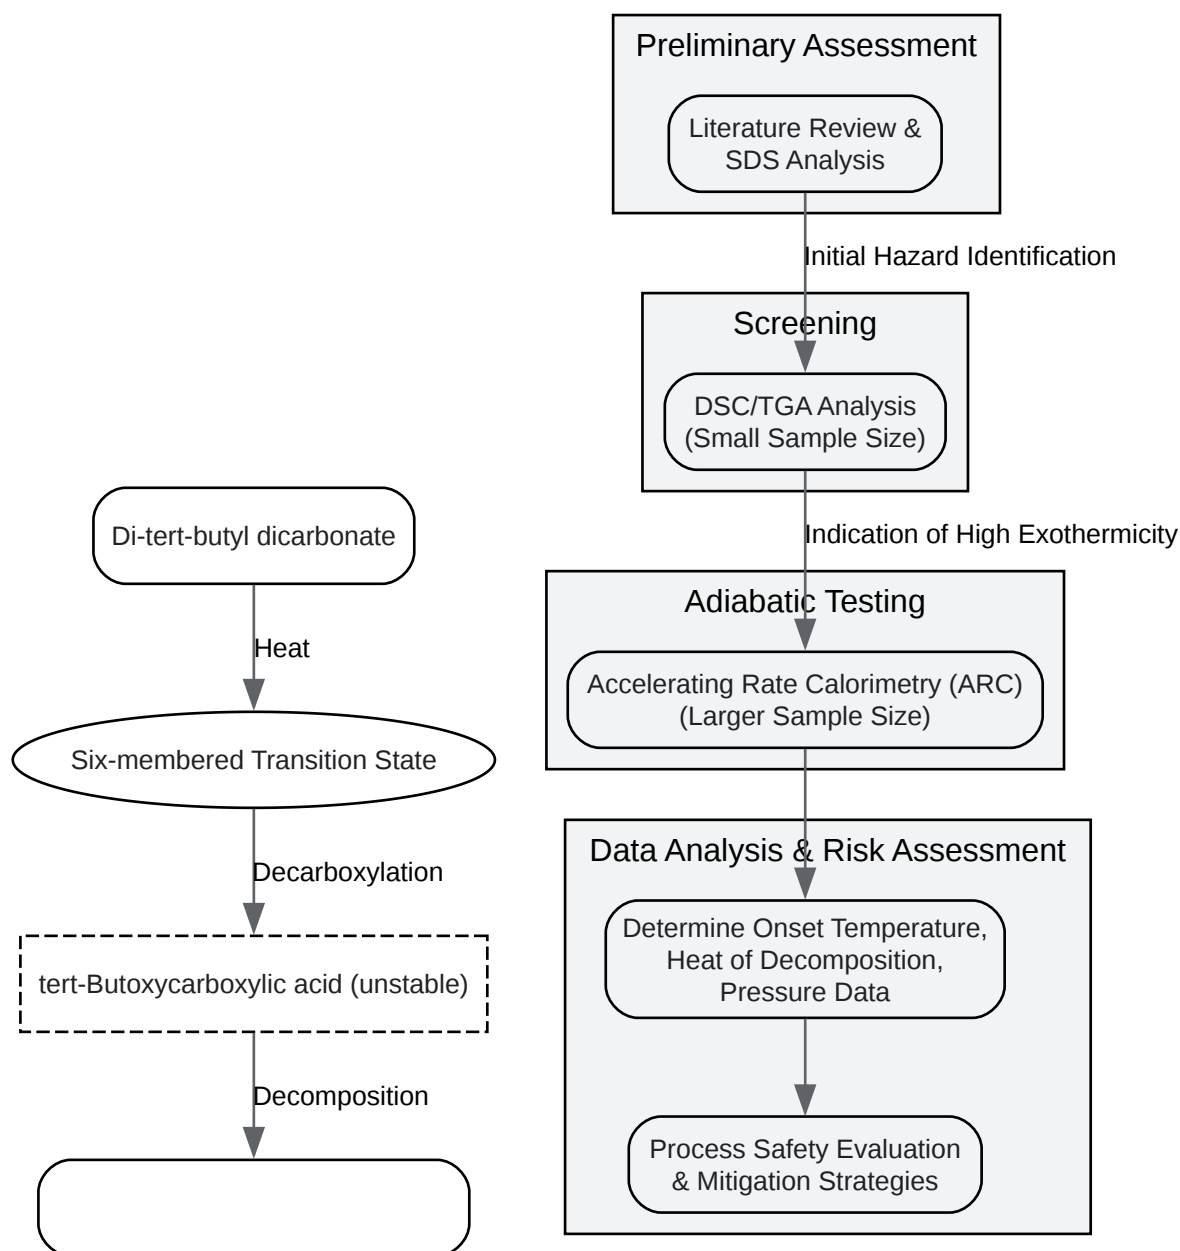 Preliminary Assessment
Literature Review &
SDS Analysis
Initial Hazard Identification
Screening
DSC/TGA Analysis
(Small Sample Size)
Indication of High Exothermicity
Adiabatic Testing
Accelerating Rate Calorimetry (ARC)
(Larger Sample Size)
Data Analysis & Risk Assessment
Determine Onset Temperature,
Heat of Decomposition,
Pressure Data
Process Safety Evaluation
& Mitigation Strategies
Di-tert-butyl dicarbonate
Heat
Six-membered Transition State
Decarboxylation
tert-Butoxycarboxylic acid (unstable)
Decomposition